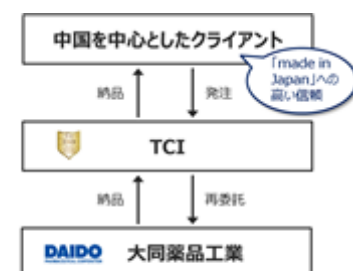 中国を中心としたクライアント
「made in
Japan」への
高い信頼
納品
発注
TCI
納品
再委託
DAIDO
大同薬品工業